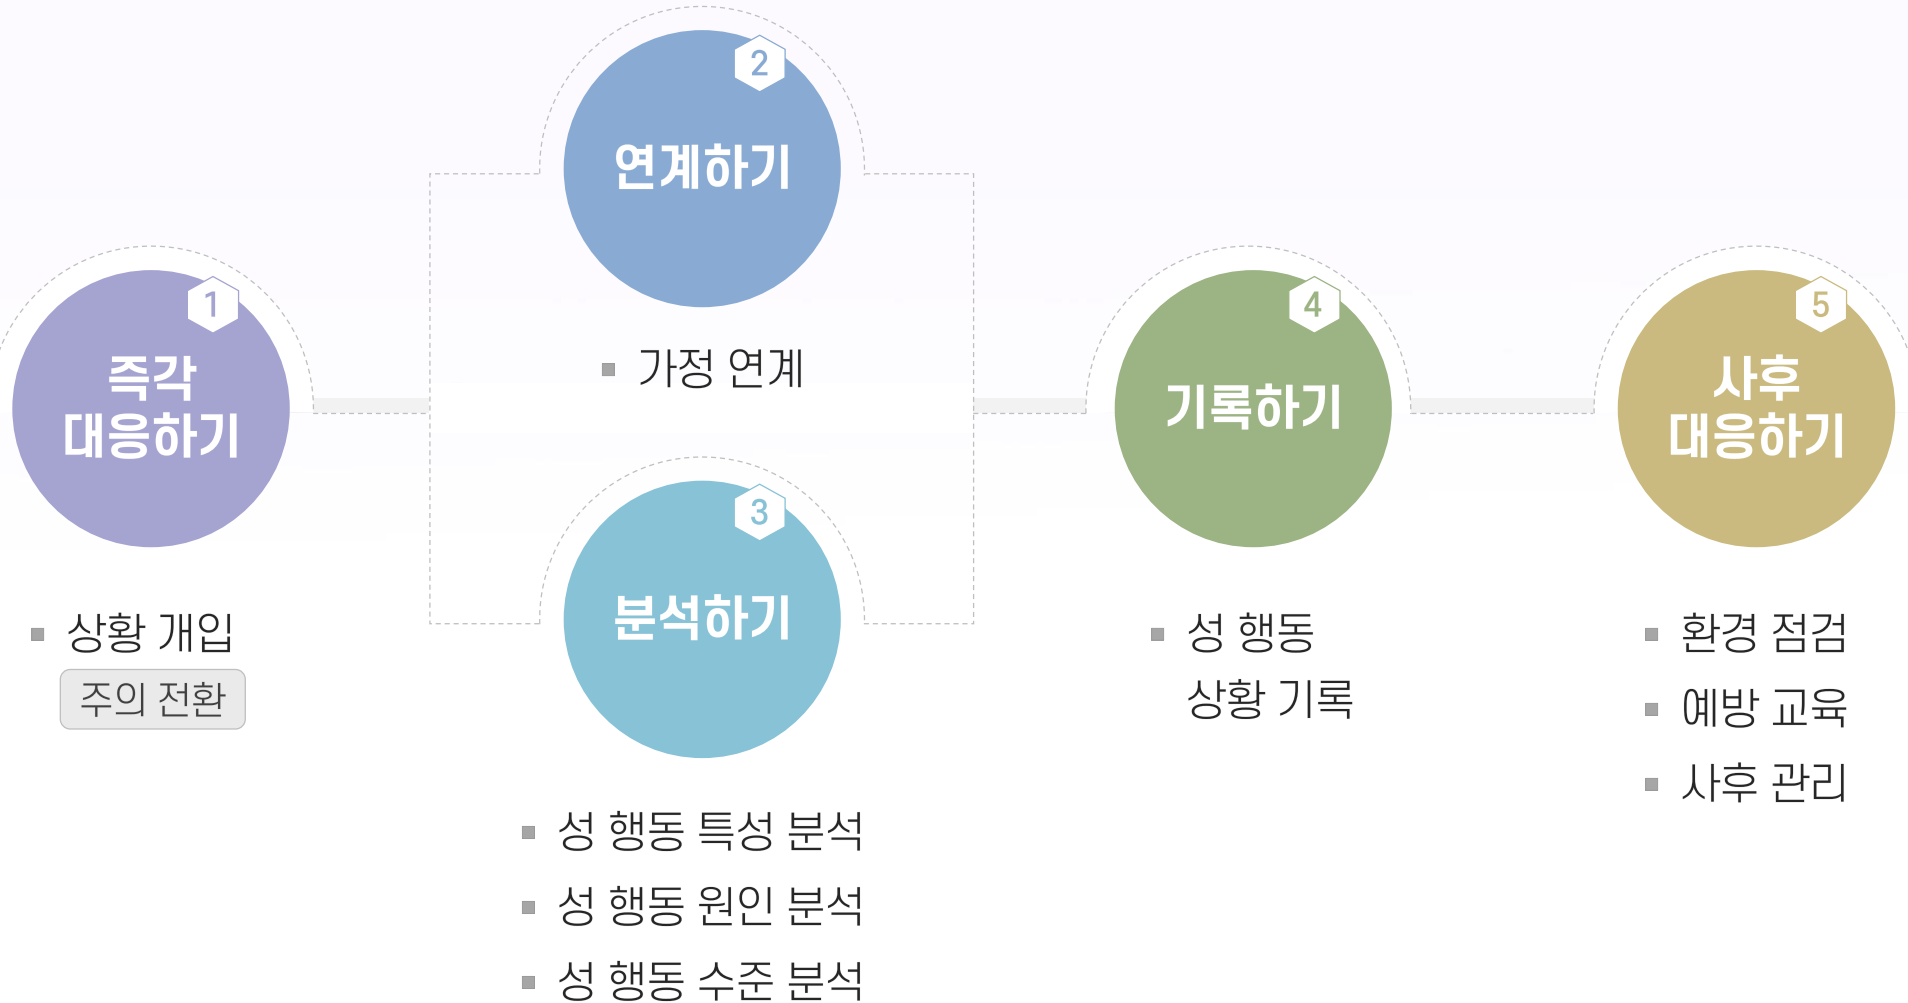 1
즉각
대응하기
상황 개입
주의 전환
2
연계하기
가정 연계
3
분석하기
성 행동 특성 분석
성 행동 원인 분석
성 행동 수준 분석
4
기록하기
성 행동
상황 기록
5
사후
대응하기
환경 점검
예방 교육
사후 관리